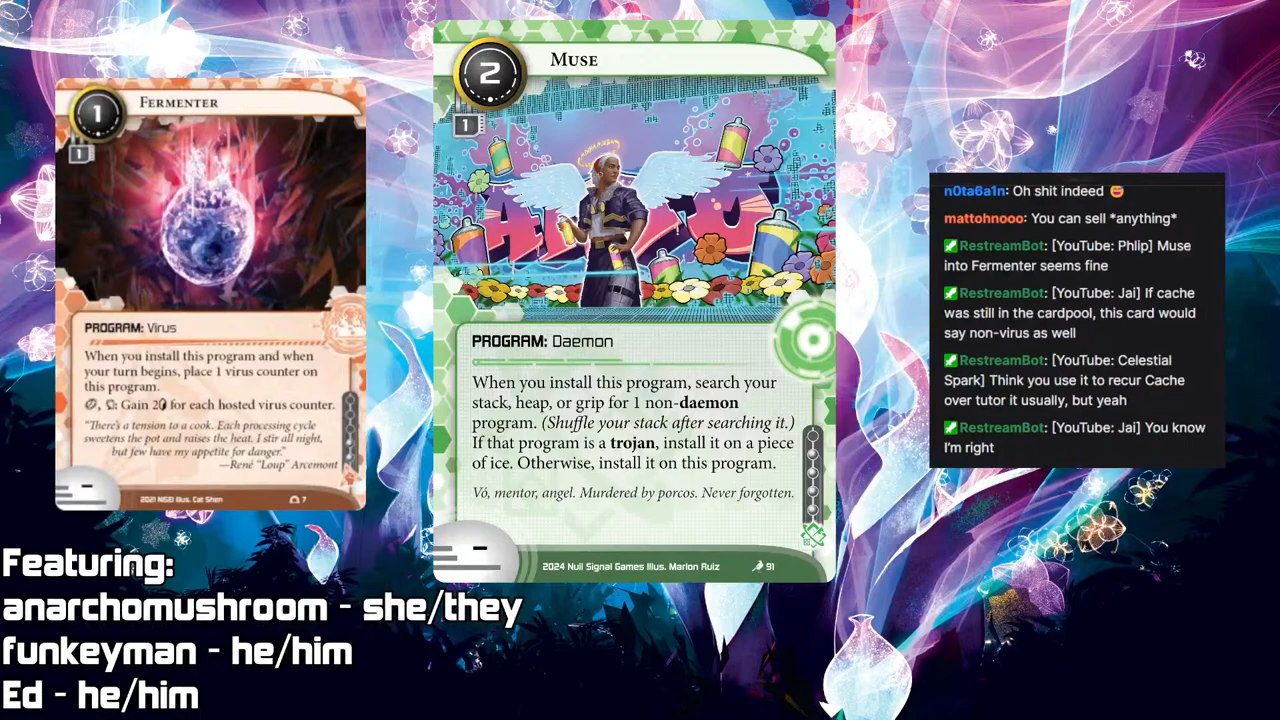 1
FERMENTER
1
PROGRAM: Virus
When you install this program and when
your turn begins, place 1 virus counter on
this program.
Gain 2 for each hosted virus counter.
"There's a tension to a cook. Each processing cycle
sweetens the pot and raises the heat. I stir all night,
but few have my appetite for danger."
—René "Loup" Arcemont
2021 NISEI Illus. Cat Shen
7
2
MUSE
1
PROGRAM: Daemon
When you install this program, search your
stack, heap, or grip for 1 non-daemon
program. (Shuffle your stack after searching it.)
If that program is a trojan, install it on a piece
of ice. Otherwise, install it on this program.
Vó, mentor, angel. Murdered by porcos. Never forgotten.
2024 Null Signal Games Illus. Marlon Ruiz
91
n0ta6a1n: Oh shit indeed 😅
mattohnooo: You can sell *anything*
RestreamBot: [YouTube: Phlip] Muse
into Fermenter seems fine
RestreamBot: [YouTube: Jai] If cache
was still in the cardpool, this card would
say non-virus as well
RestreamBot: [YouTube: Celestial
Spark] Think you use it to recur Cache
over tutor it usually, but yeah
RestreamBot: [YouTube: Jai] You know
I'm right
Featuring:
anarchomushroom - she/they
funkeyman - he/him
Ed - he/him